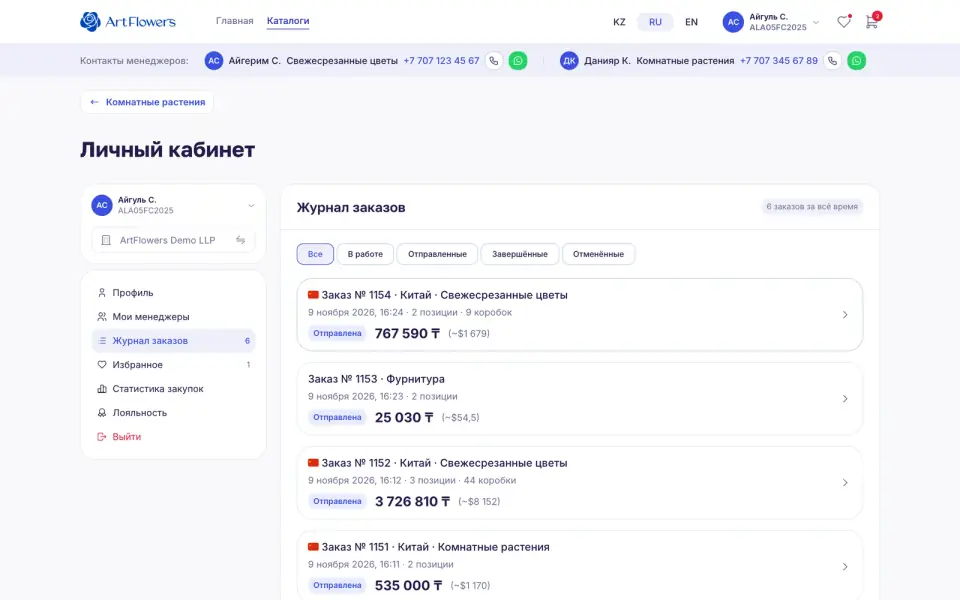 ArtFlowers Главная Каталоги KZ RU EN АС Айгуль С. ALA05FC2025 2
Контакты менеджеров: АС Айгерим С. Свежесрезанные цветы +7 707 123 45 67 ДК Данияр К. Комнатные растения +7 707 345 67 89
← Комнатные растения
Личный кабинет
АС Айгуль С.
ALA05FC2025
ArtFlowers Demo LLP
Профиль
Мои менеджеры
Журнал заказов 6
Избранное 1
Статистика закупок
Лояльность
Выйти
Журнал заказов 6 заказов за всё время
Все В работе Отправленные Завершённые Отменённые
Заказ № 1154 · Китай · Свежесрезанные цветы
9 ноября 2026, 16:24 · 2 позиции · 9 коробок
Отправлена 767 590 ₸ (~$1 679)
Заказ № 1153 · Фурнитура
9 ноября 2026, 16:23 · 2 позиции
Отправлена 25 030 ₸ (~$54,5)
Заказ № 1152 · Китай · Свежесрезанные цветы
9 ноября 2026, 16:12 · 3 позиции · 44 коробки
Отправлена 3 726 810 ₸ (~$8 152)
Заказ № 1151 · Китай · Комнатные растения
9 ноября 2026, 16:11 · 2 позиции
Отправлена 535 000 ₸ (~$1 170)